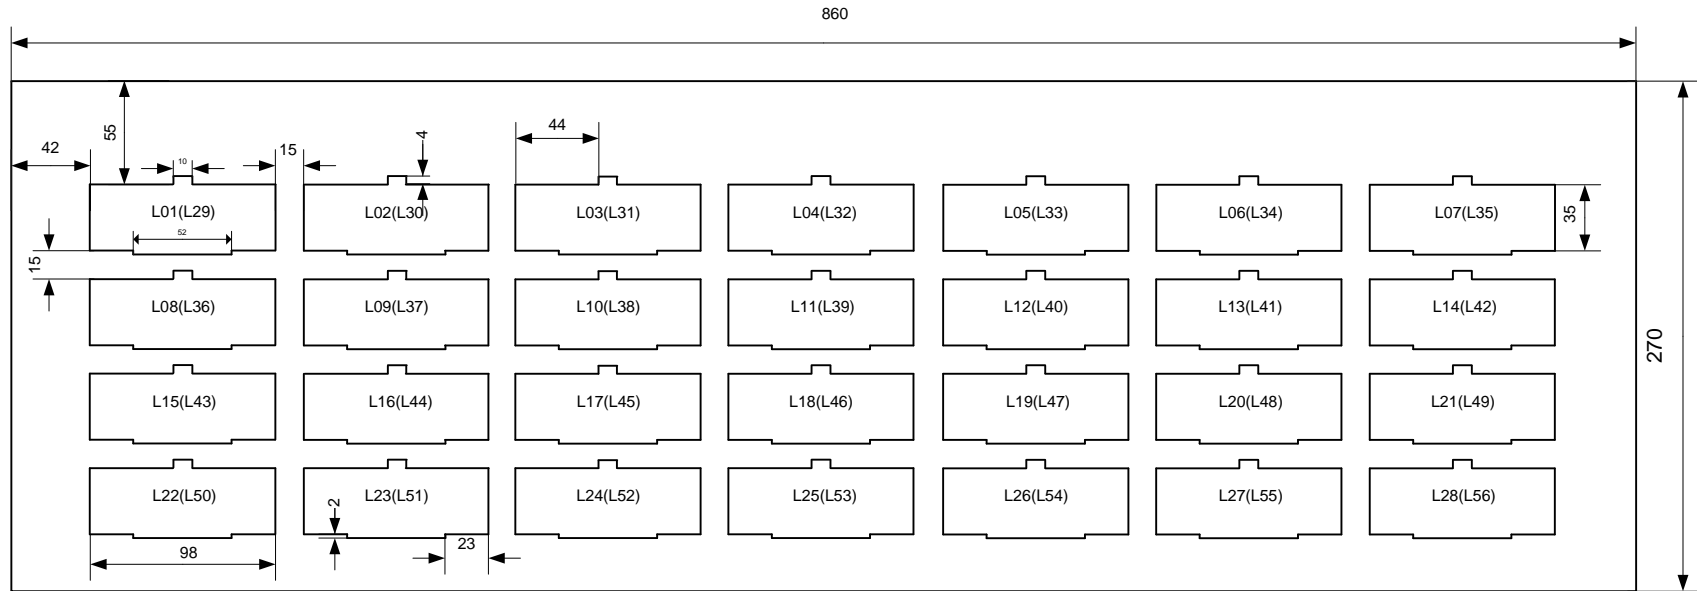 860
55
4
44
42
10
15
L01(L29)
L02(L30)
L03(L31)
L04(L32)
L05(L33)
L06(L34)
L07(L35)
35
52
15
L08(L36)
L09(L37)
L10(L38)
L11(L39)
L12(L40)
L13(L41)
L14(L42)
270
L15(L43)
L16(L44)
L17(L45)
L18(L46)
L19(L47)
L20(L48)
L21(L49)
L22(L50)
L23(L51)
L24(L52)
L25(L53)
L26(L54)
L27(L55)
L28(L56)
2
98
23